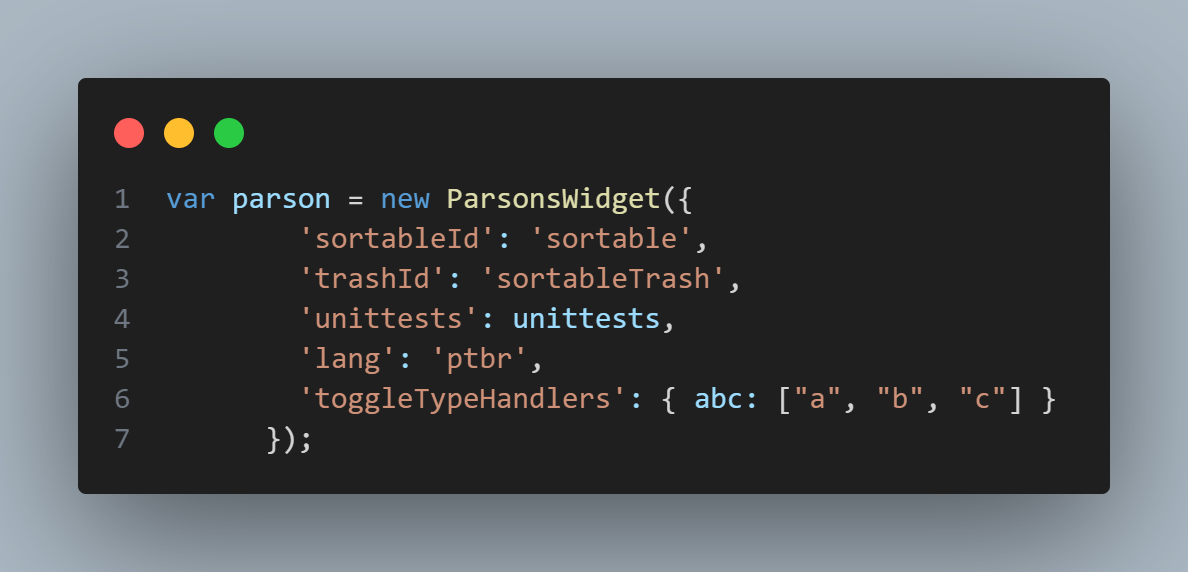 1 var parson = new ParsonsWidget({
2 'sortableId': 'sortable',
3 'trashId': 'sortableTrash',
4 'unittests': unittests,
5 'lang': 'ptbr',
6 'toggleTypeHandlers': { abc: ["a", "b", "c"] }
7 });